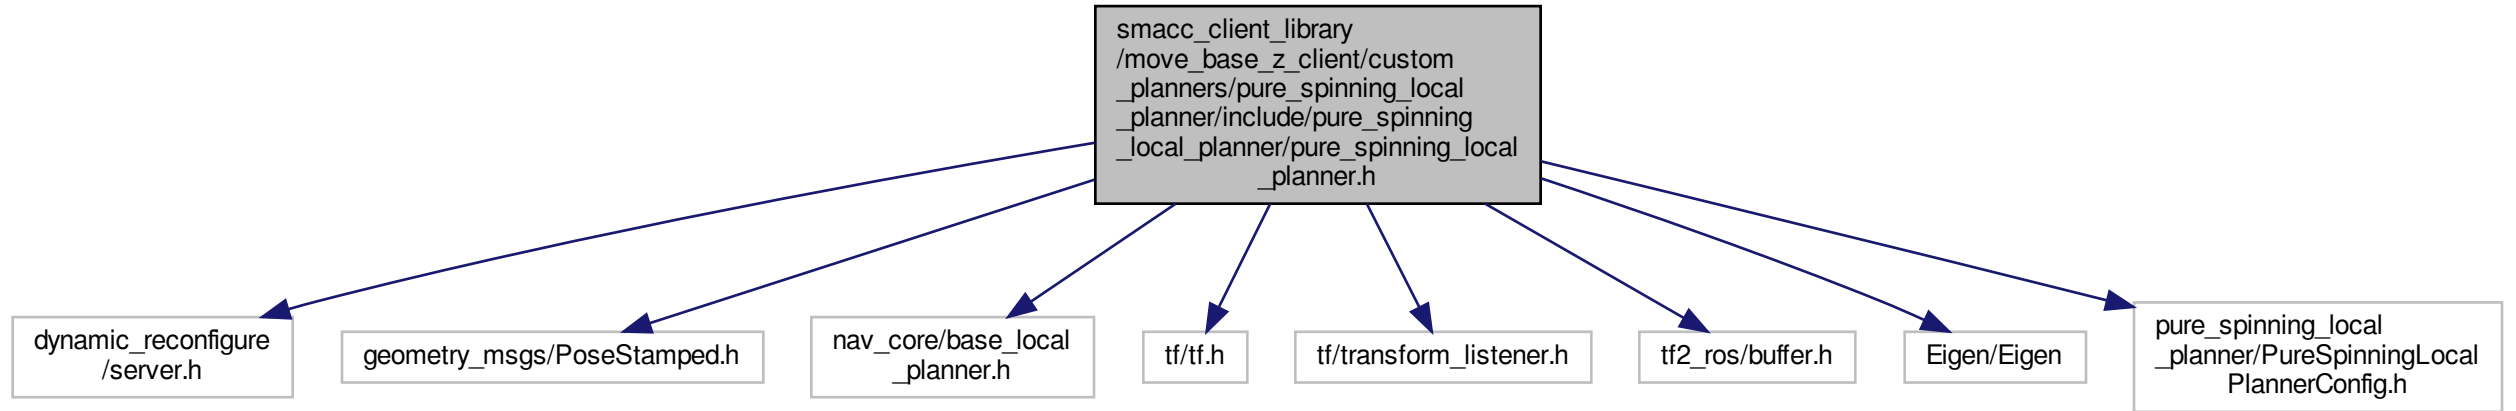 smacc_client_library
/move_base_z_client/custom
_planners/pure_spinning_local
_planner/include/pure_spinning
_local_planner/pure_spinning_local
_planner.h
dynamic_reconfigure
/server.h
geometry_msgs/PoseStamped.h
nav_core/base_local
_planner.h
tf/tf.h
tf/transform_listener.h
tf2_ros/buffer.h
Eigen/Eigen
pure_spinning_local
_planner/PureSpinningLocal
PlannerConfig.h